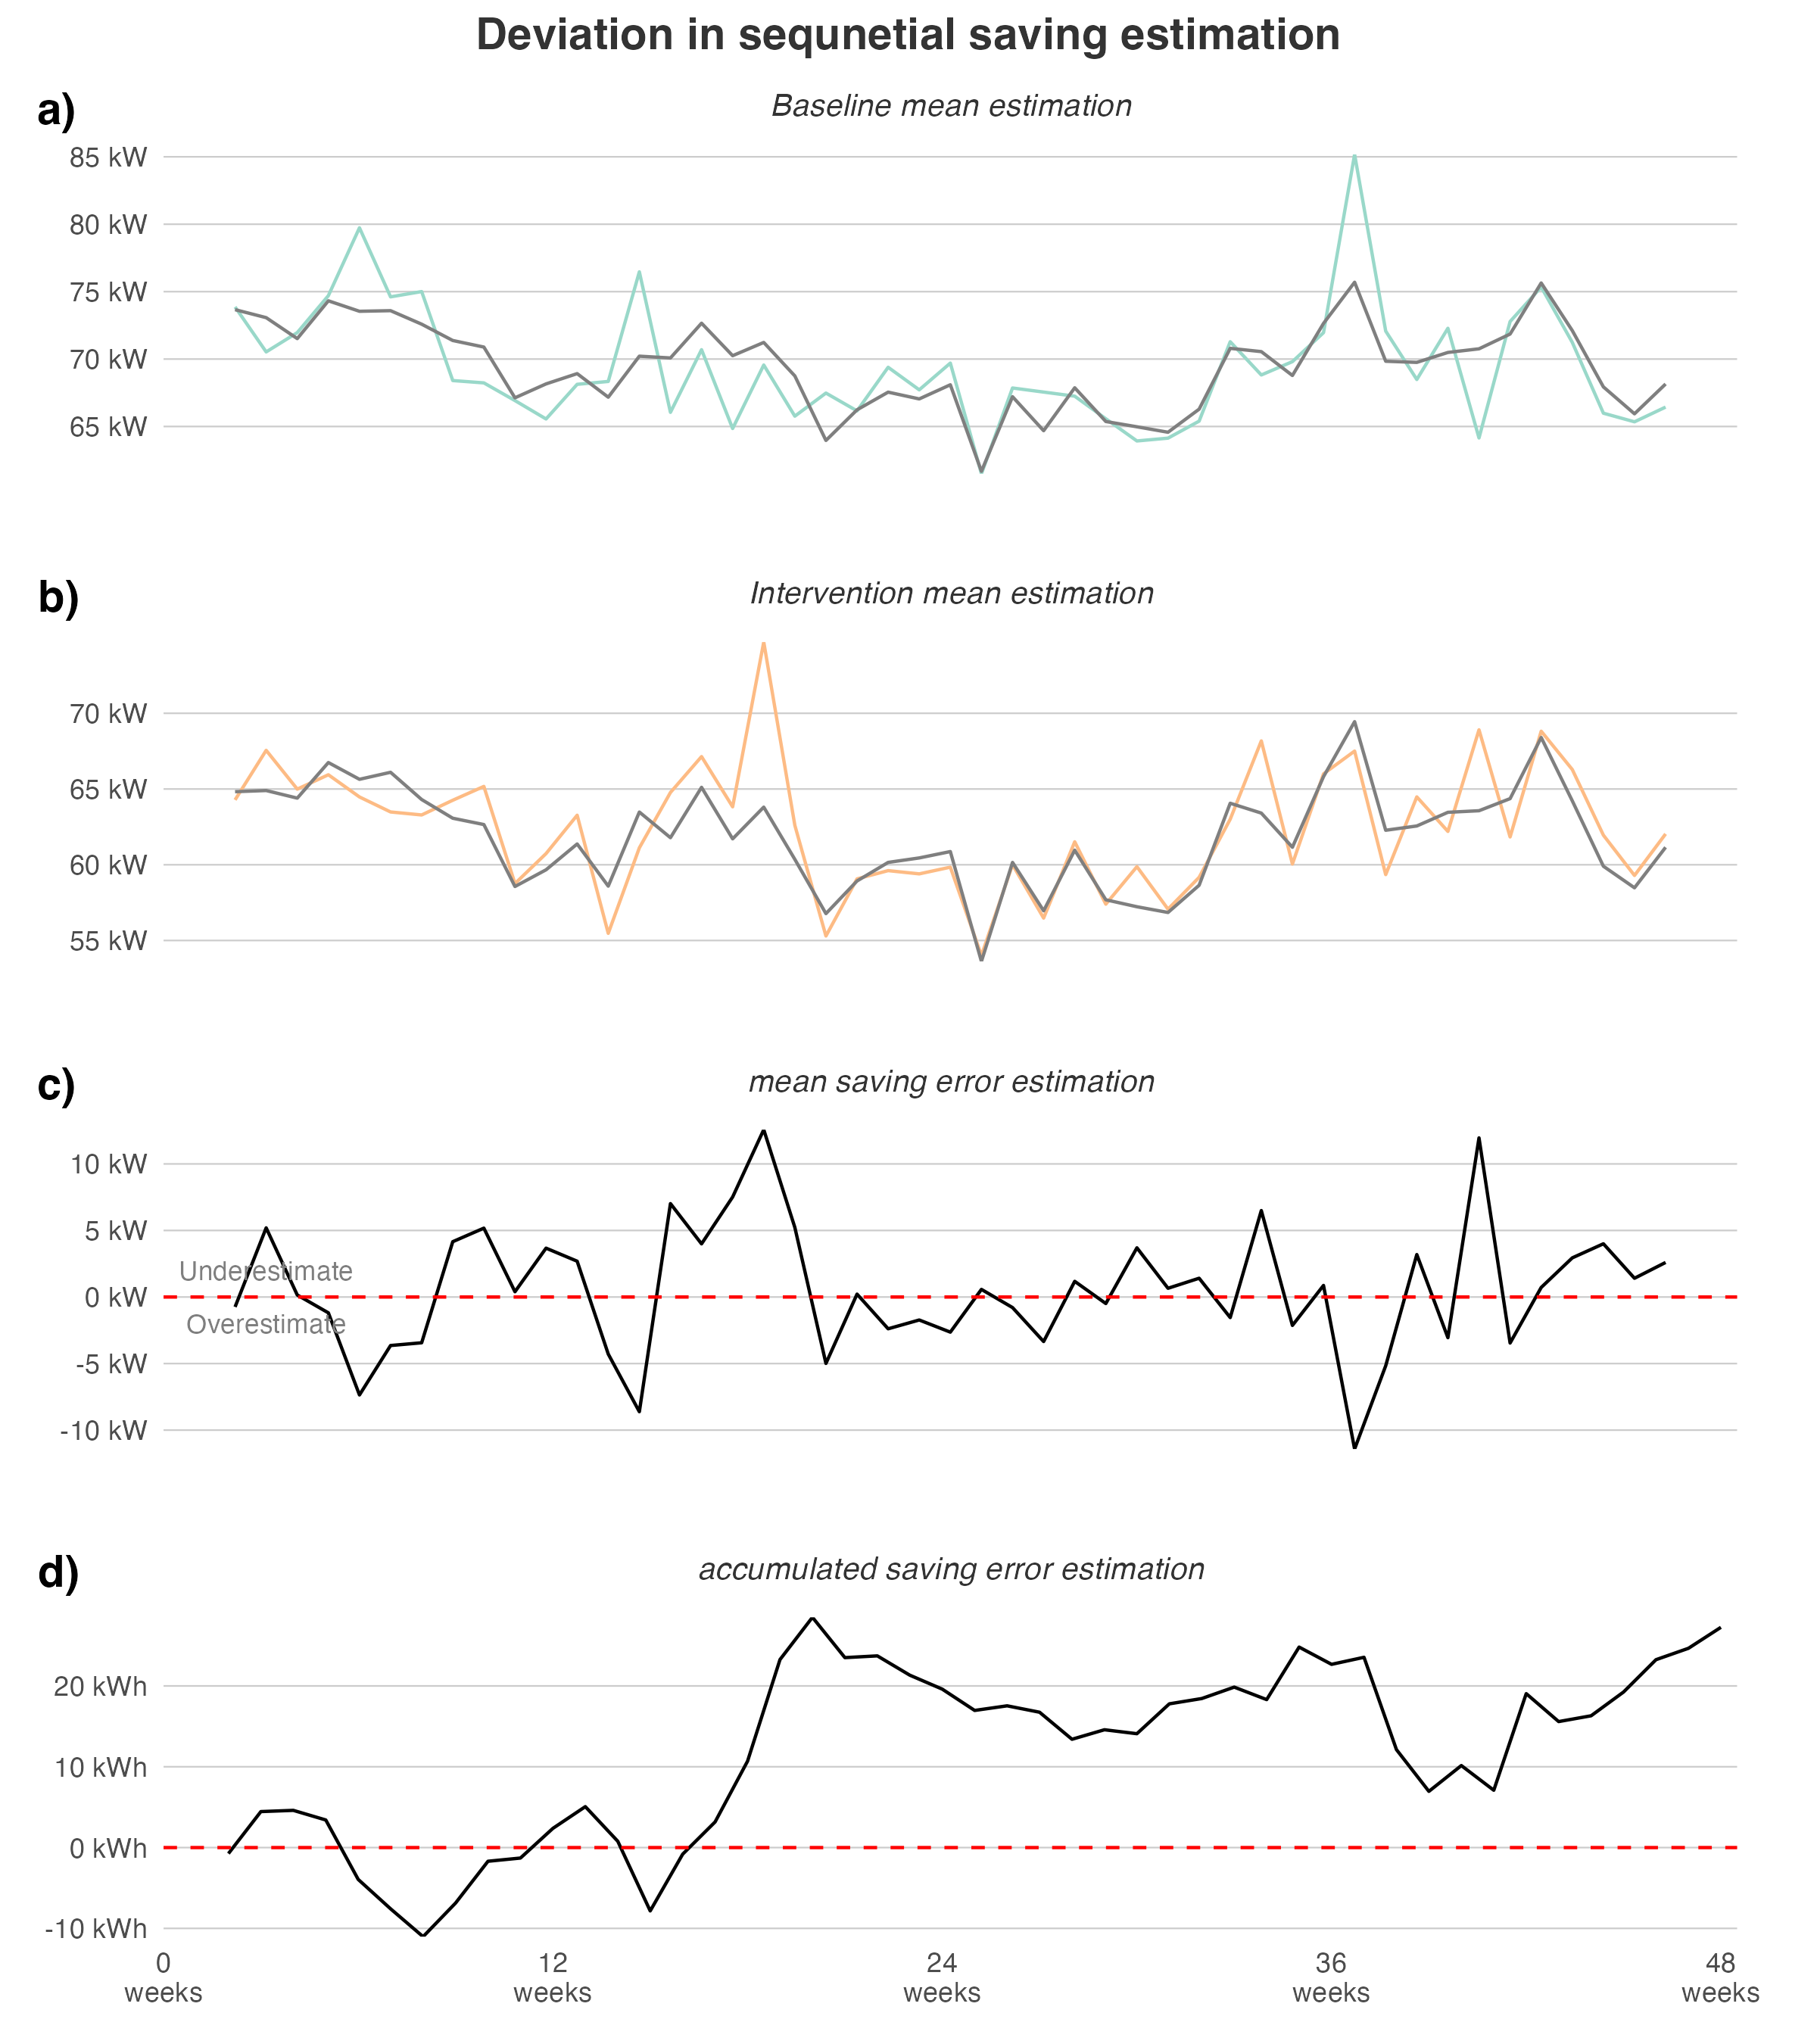 Deviation in sequnetial saving estimation
a)
Baseline mean estimation
85 kW
80 kW
75 kW
70 kW
65 kW
b)
Intervention mean estimation
70 kW
65 kW
60 kW
55 kW
c)
mean saving error estimation
10 kW
5 kW
Underestimate
0 kW
Overestimate
-5 kW
-10 kW
d)
accumulated saving error estimation
20 kWh
10 kWh
0 kWh
-10 kWh
0 12 24 36 48
weeks weeks weeks weeks weeks